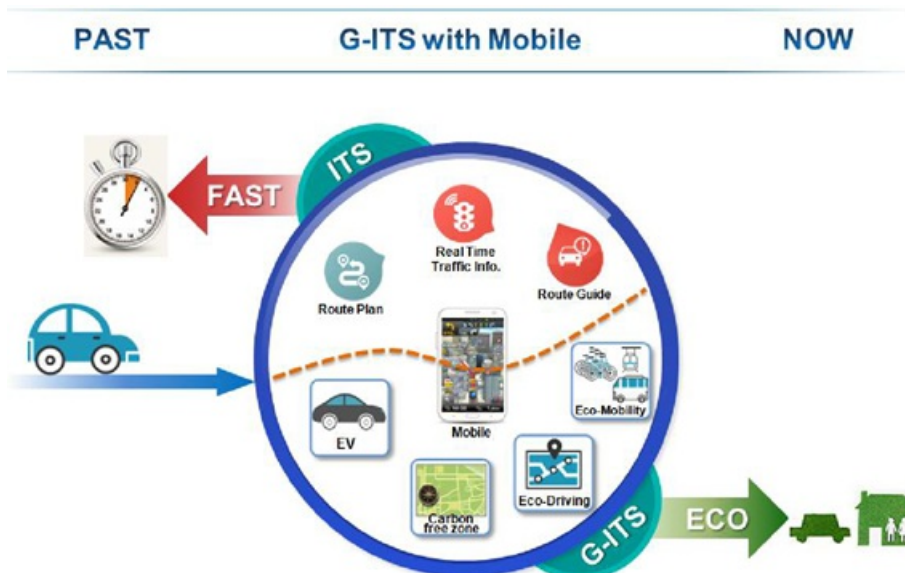 PAST
G-ITS with Mobile
NOW
ITS
FAST
Real Time
Traffic Info.
Route Plan
Route Guide
EV
Mobile
Eco-Mobility
Carbon
free zone
Eco-Driving
G-ITS
ECO